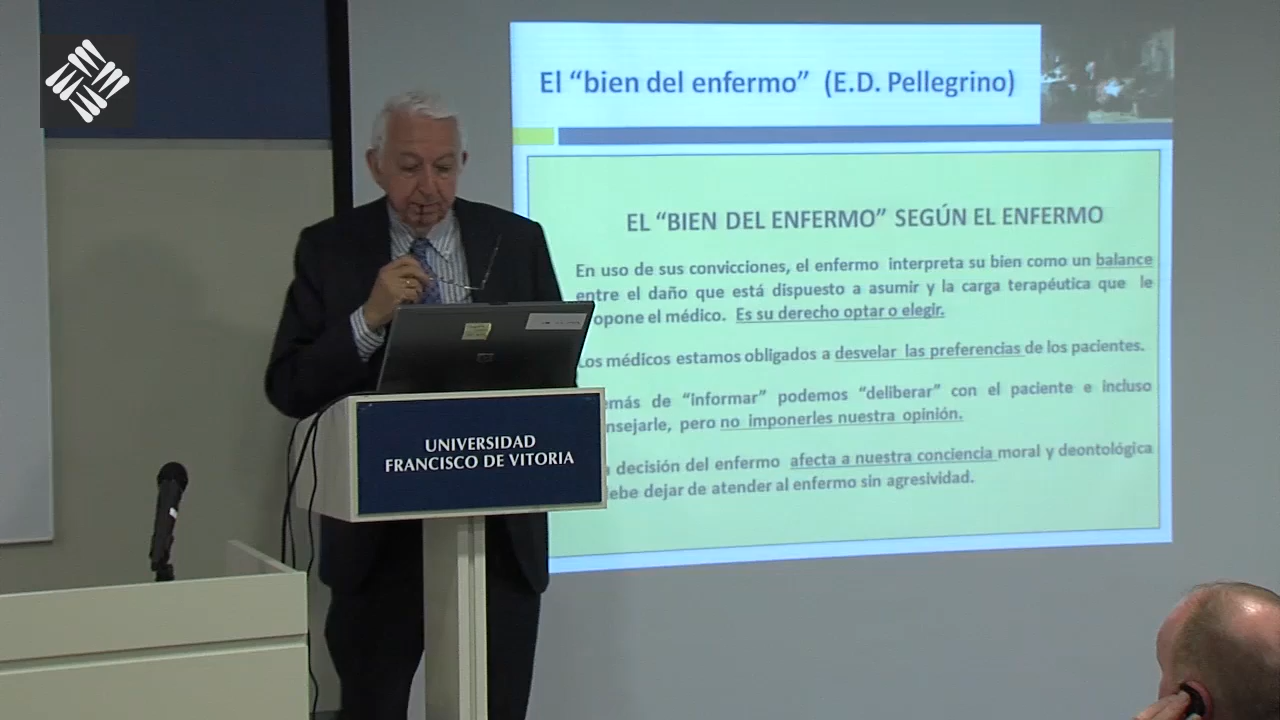 El “bien del enfermo” (E.D. Pellegrino)
EL “BIEN DEL ENFERMO” SEGÚN EL ENFERMO
En uso de sus convicciones, el enfermo interpreta su bien como un balance
entre el daño que está dispuesto a asumir y la carga terapéutica que le
opone el médico. Es su derecho optar o elegir.
Los médicos estamos obligados a desvelar las preferencias de los pacientes.
emás de “informar” podemos “deliberar” con el paciente e incluso
nsejarle, pero no imponerles nuestra opinión.
decisión del enfermo afecta a nuestra conciencia moral y deontológica
ebe dejar de atender al enfermo sin agresividad.
UNIVERSIDAD
FRANCISCO DE VITORIA